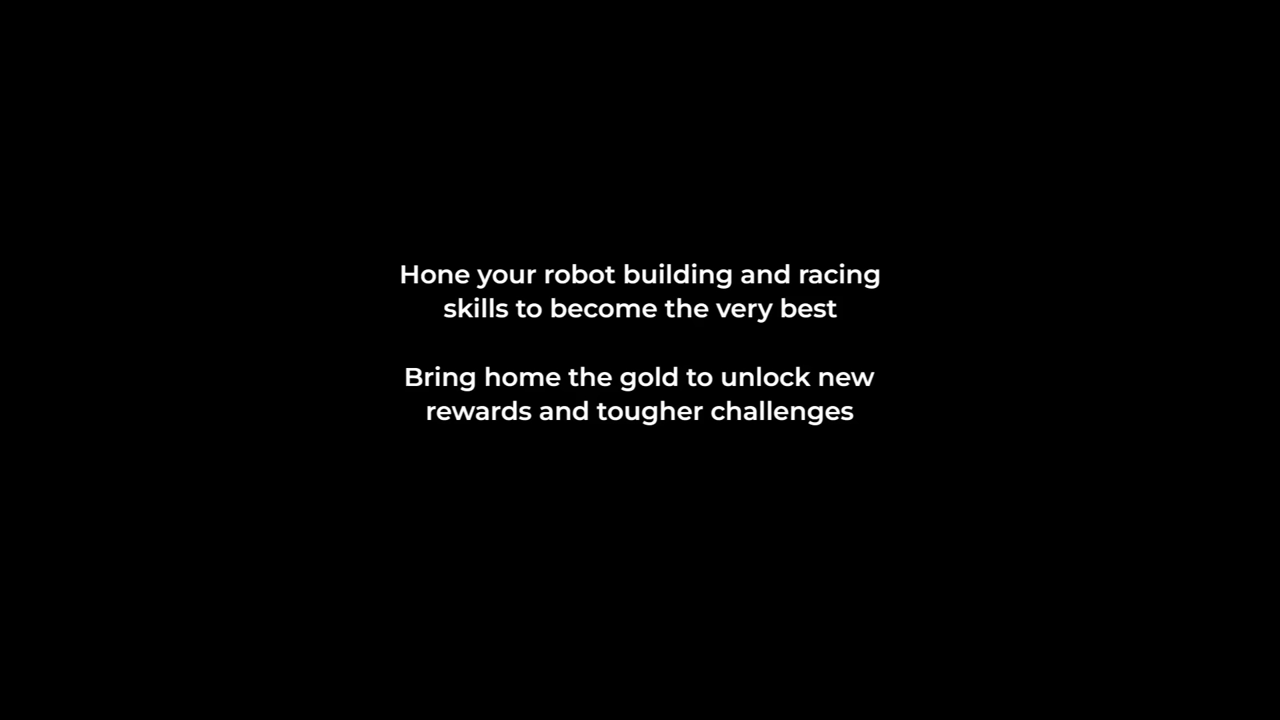 Hone your robot building and racing
skills to become the very best
Bring home the gold to unlock new
rewards and tougher challenges